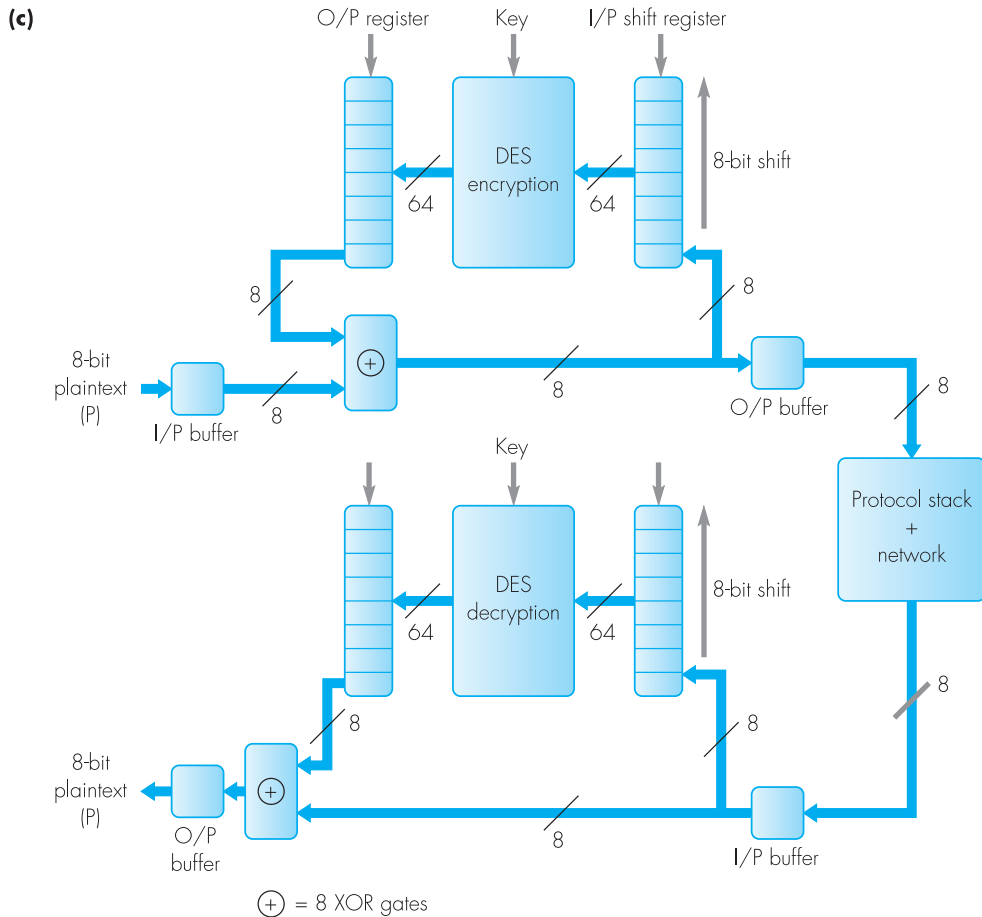 (c)
O/P register
Key
I/P shift register
DES
encryption
64
64
8-bit shift
8
8
8-bit
plaintext
(P)
I/P buffer
8
+
8
O/P buffer
8
Key
Protocol stack
+
network
DES
decryption
64
64
8-bit shift
8
8
8
8-bit
plaintext
(P)
O/P
buffer
+
8
I/P buffer
+ = 8 XOR gates